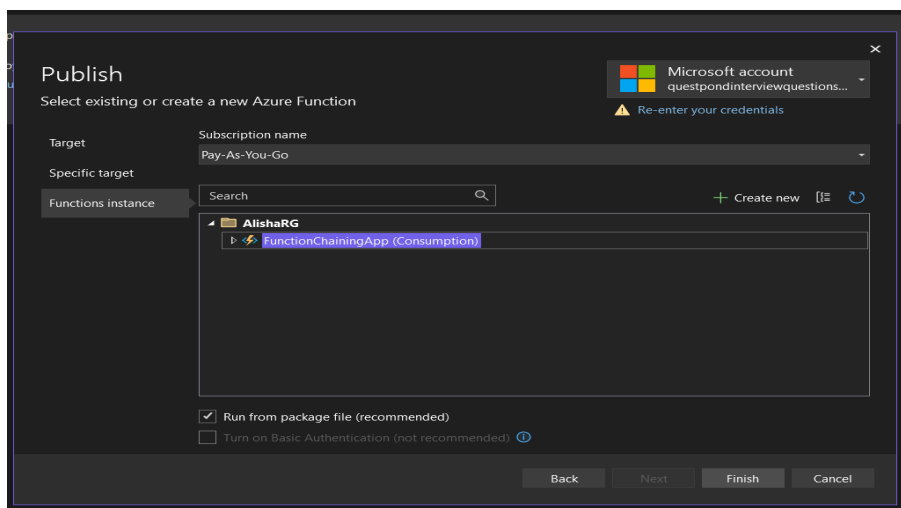 Publish
Select existing or create a new Azure Function
Microsoft account
questpondinterviewquestions...
Re-enter your credentials
Target
Specific target
Functions instance
Subscription name
Pay-As-You-Go
Search
Create new
AlishaRG
FunctionChainingApp (Consumption)
Run from package file (recommended)
Turn on Basic Authentication (not recommended)
Back
Next
Finish
Cancel